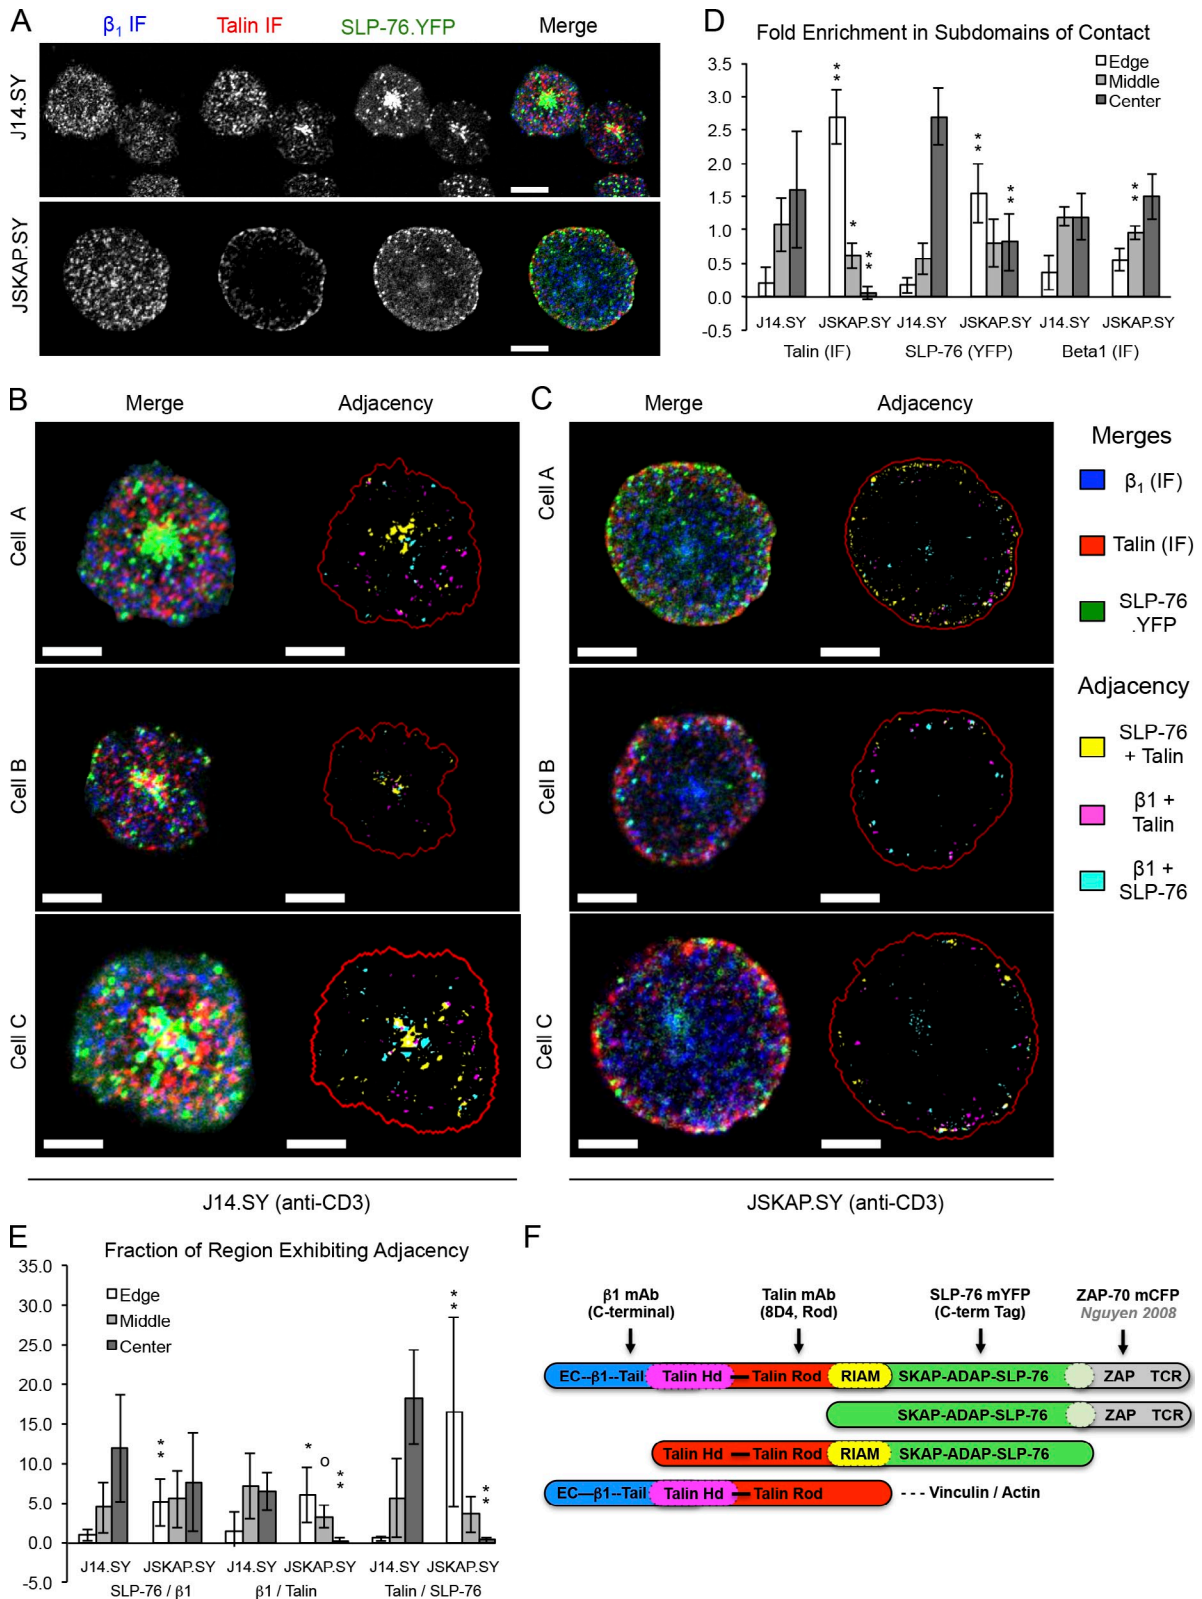 A
β1 IF
Talin IF
SLP-76.YFP
Merge
J14.SY
JSKAP.SY
D
Fold Enrichment in Subdomains of Contact
Edge
Middle
Center
3.5
3.0
2.5
2.0
1.5
1.0
0.5
0.0
-0.5
* *
*
* *
* *
* *
* *
J14.SY
JSKAP.SY
J14.SY
JSKAP.SY
J14.SY
JSKAP.SY
Talin (IF)
SLP-76 (YFP)
Beta1 (IF)
B
Merge
Adjacency
Cell A
Cell B
Cell C
J14.SY (anti-CD3)
C
Merge
Adjacency
Cell A
Cell B
Cell C
JSKAP.SY (anti-CD3)
Merges
β1 (IF)
Talin (IF)
SLP-76
.YFP
Adjacency
SLP-76
+ Talin
β1 +
Talin
β1 +
SLP-76
E
Fraction of Region Exhibiting Adjacency
Edge
Middle
Center
35.0
30.0
25.0
20.0
15.0
10.0
5.0
0.0
-5.0
* *
*
O
* *
* *
* *
J14.SY
JSKAP.SY
J14.SY
JSKAP.SY
J14.SY
JSKAP.SY
SLP-76 / β1
β1 / Talin
Talin / SLP-76
F
β1 mAb
(C-terminal)
Talin mAb
(8D4, Rod)
SLP-76 mYFP
(C-term Tag)
ZAP-70 mCFP
Nguyen 2008
EC--β1--Tail
Talin Hd
Talin Rod
RIAM
SKAP-ADAP-SLP-76
ZAP
TCR
SKAP-ADAP-SLP-76
ZAP
TCR
Talin Hd
Talin Rod
RIAM
SKAP-ADAP-SLP-76
EC—β1--Tail
Talin Hd
Talin Rod
- - - Vinculin / Actin